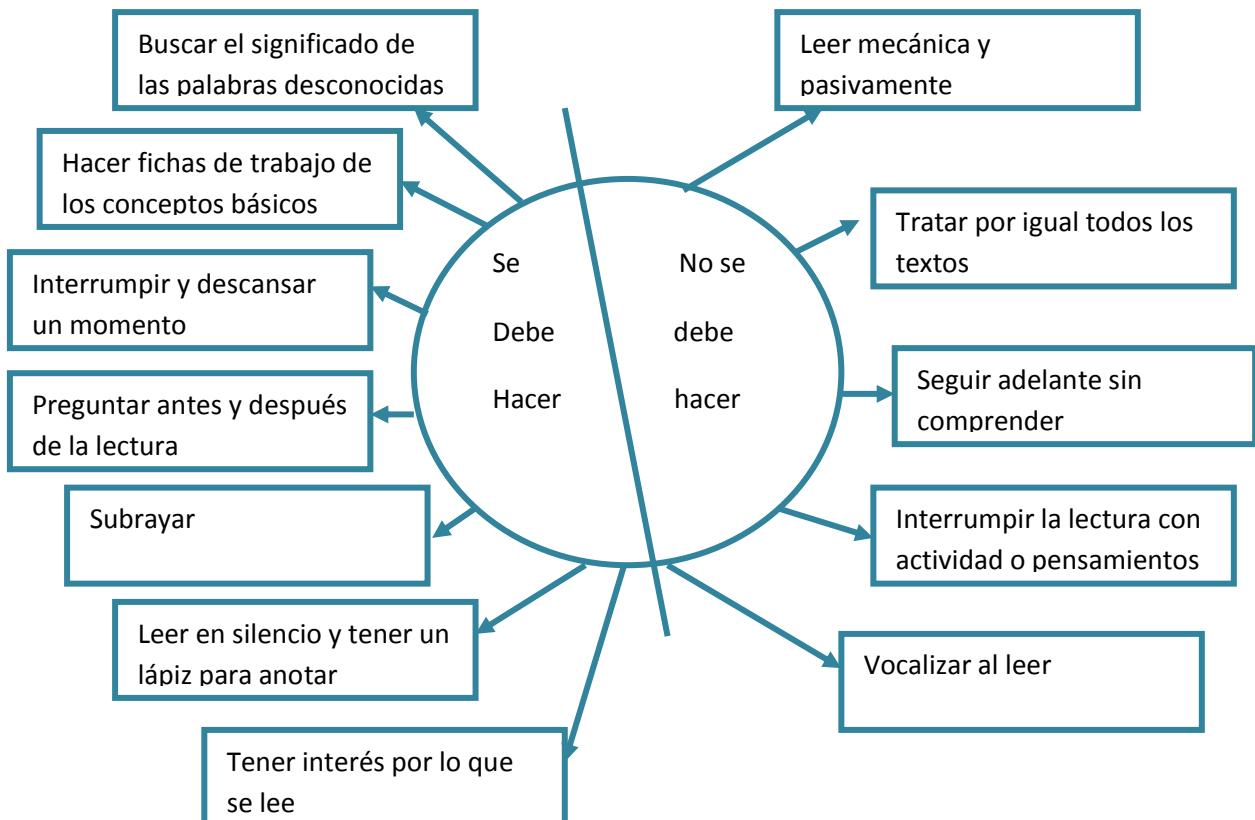 Buscar el significado de
las palabras desconocidas
Hacer fichas de trabajo de
los conceptos básicos
Interrumpir y descansar
un momento
Preguntar antes y después
de la lectura
Subrayar
Leer en silencio y tener un
lápiz para anotar
Tener interés por lo que
se lee
Se
Debe
Hacer
No se
debe
hacer
Leer mecánica y
pasivamente
Tratar por igual todos los
textos
Seguir adelante sin
comprender
Interrumpir la lectura con
actividad o pensamientos
Vocalizar al leer